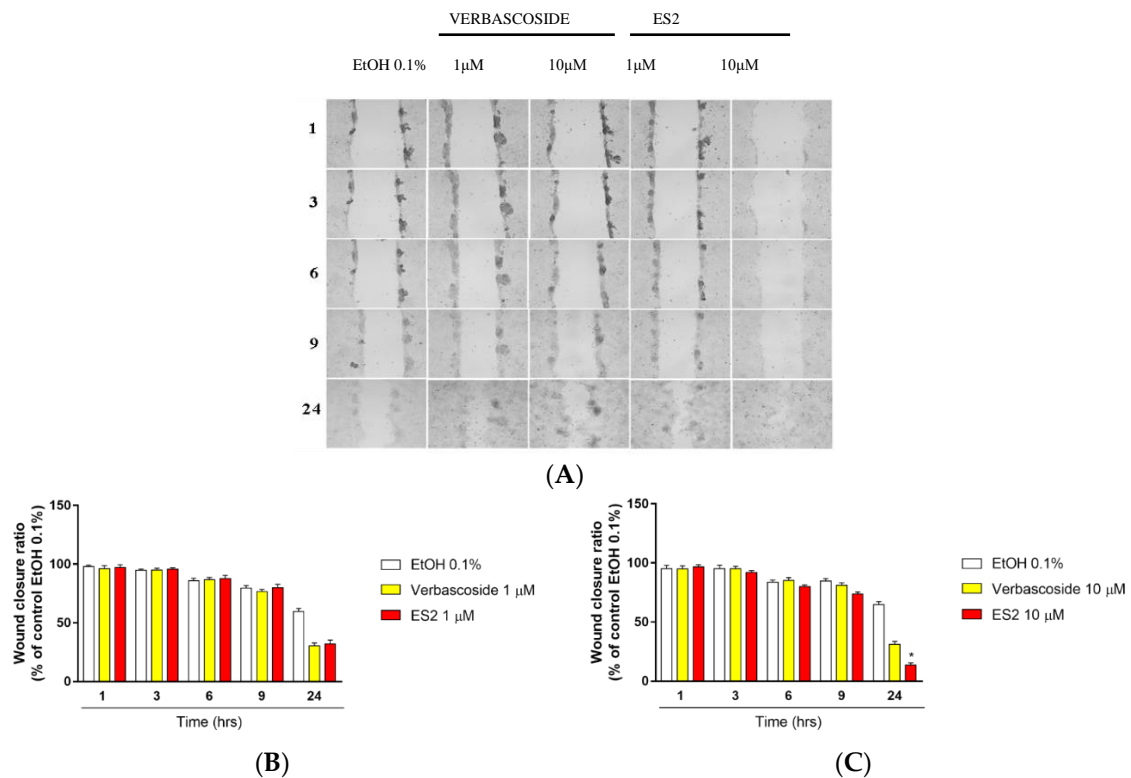 VERBASCOSIDE ES2
EtOH 0.1% 1µM 10µM 1µM 10µM
1
3
6
9
24
(A)
150
100
50
0
Wound closure ratio
(% of control EtOH 0.1%)
1 3 6 9 24
Time (hrs)
EtOH 0.1%
Verbascoside 1 µM
ES2 1 µM
(B)
150
100
50
0
Wound closure ratio
(% of control EtOH 0.1%)
*
1 3 6 9 24
Time (hrs)
EtOH 0.1%
Verbascoside 10 µM
ES2 10 µM
(C)